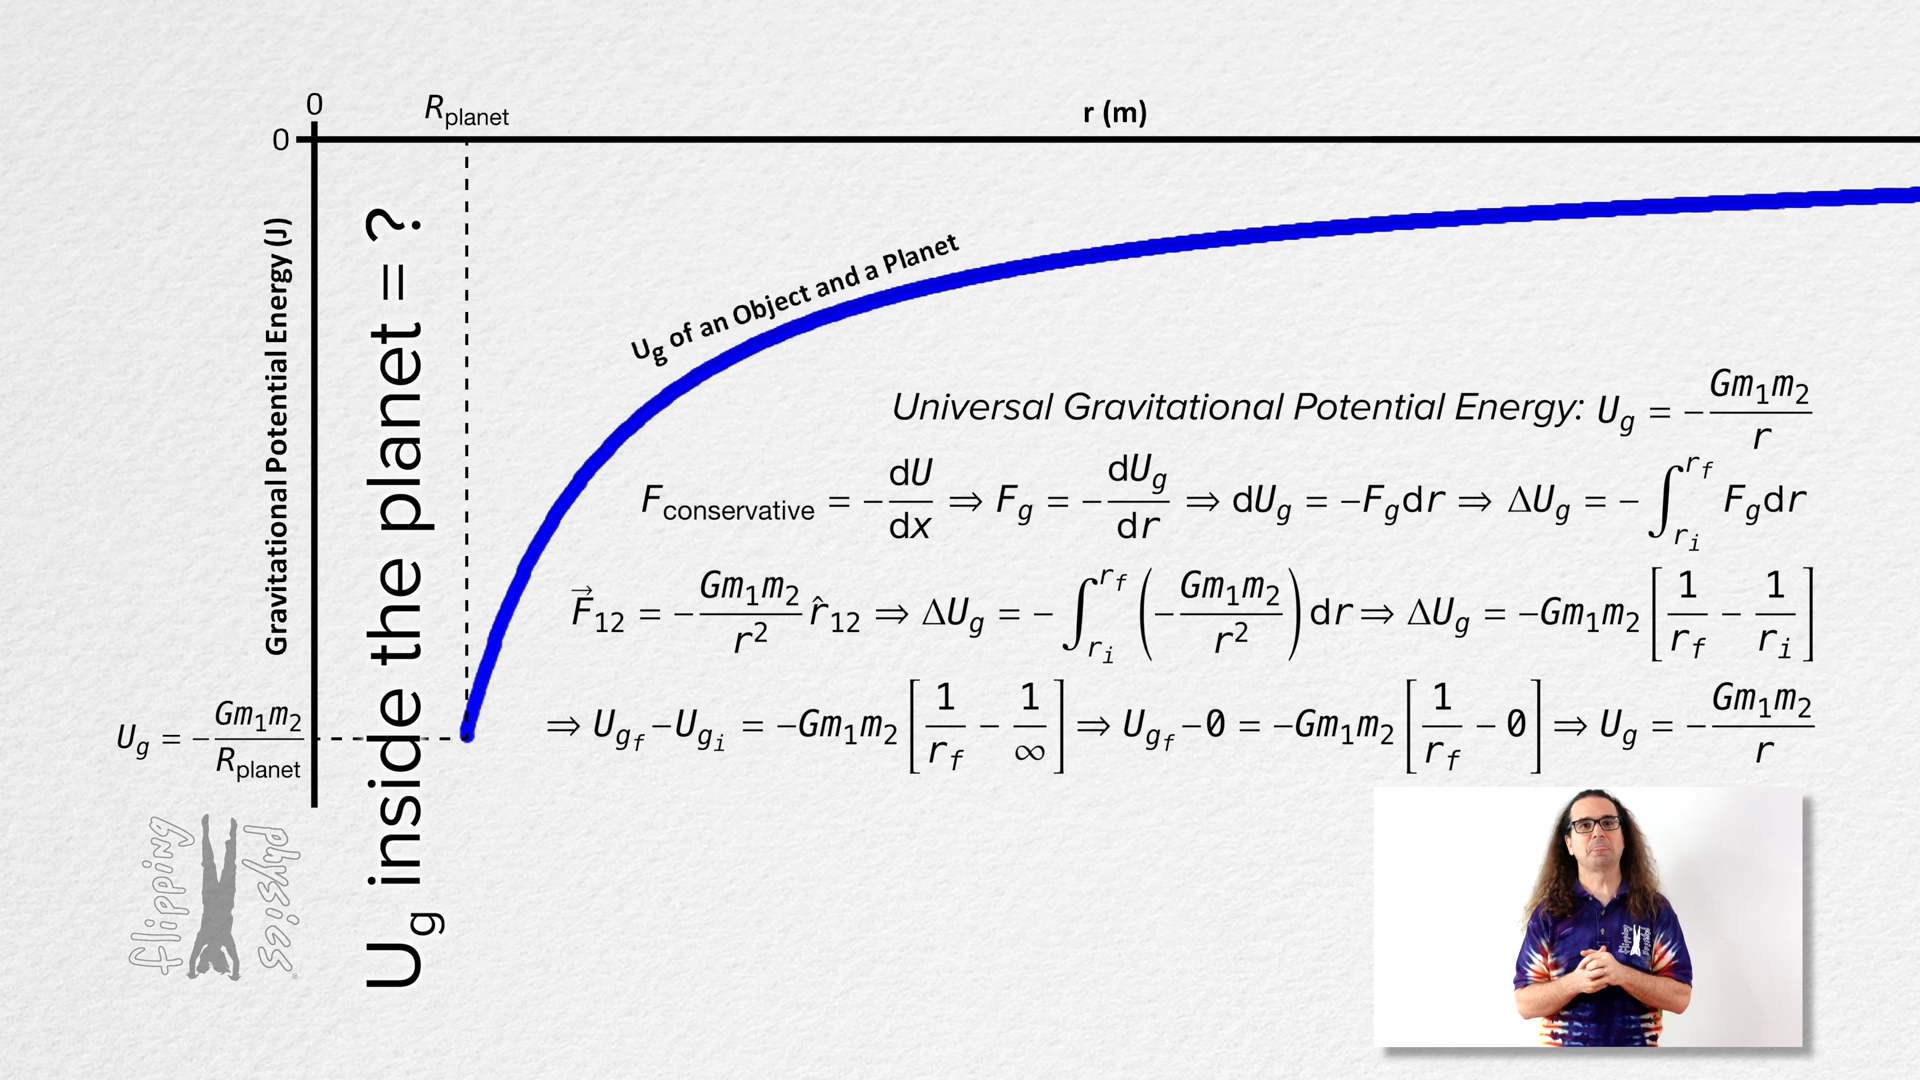 0
R_planet
r (m)
0
Gravitational Potential Energy (J)
U_g inside the planet = ?
U_g of an Object and a Planet
Universal Gravitational Potential Energy: U_g = -Gm₁m₂/r
F_conservative = -dU/dx ⇒ F_g = -dU_g/dr ⇒ dU_g = -F_g dr ⇒ ΔU_g = -∫_{r_i}^{r_f} F_g dr
F⃗₁₂ = -Gm₁m₂/r² r̂₁₂ ⇒ ΔU_g = -∫_{r_i}^{r_f} (-Gm₁m₂/r²) dr ⇒ ΔU_g = -Gm₁m₂ [1/r_f - 1/r_i]
⇒ U_{g_f} - U_{g_i} = -Gm₁m₂ [1/r_f - 1/∞] ⇒ U_{g_f} - 0 = -Gm₁m₂ [1/r_f - 0] ⇒ U_g = -Gm₁m₂/r
U_g = -Gm₁m₂/R_planet
flipping
physics